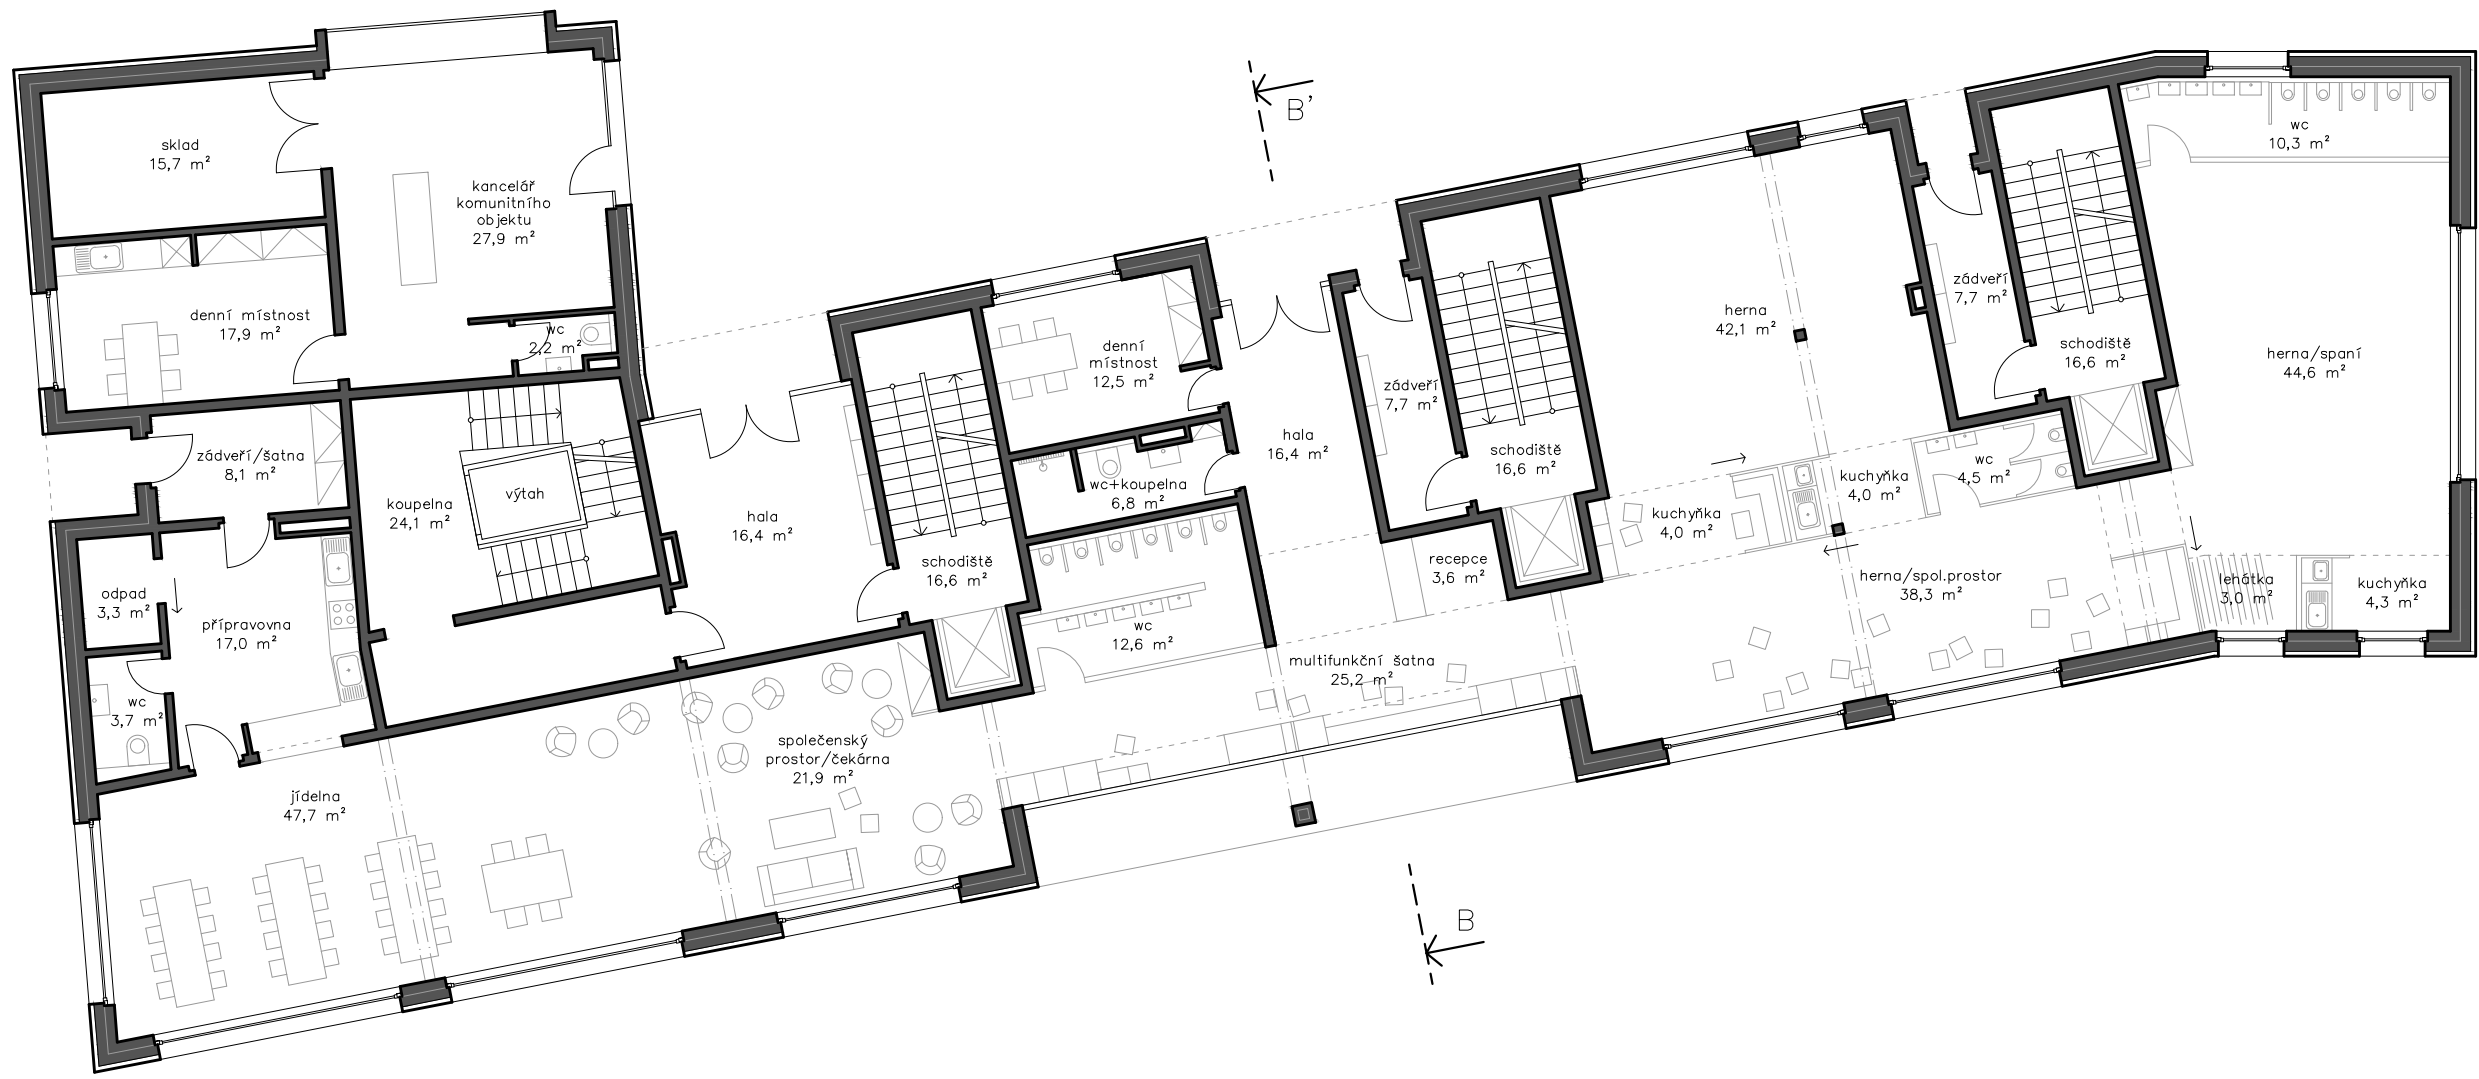 B'
sklad
15,7 m²
kancelář
komunitního
objektu
27,9 m²
wc
10,3 m²
denní místnost
17,9 m²
wc
2,2 m²
zádveří/šatna
8,1 m²
koupelna
24,1 m²
výtah
hala
16,4 m²
schodiště
16,6 m²
denní
místnost
12,5 m²
wc+koupelna
6,8 m²
hala
16,4 m²
zádveří
7,7 m²
schodiště
16,6 m²
herna
42,1 m²
zádveří
7,7 m²
schodiště
16,6 m²
herna/spaní
44,6 m²
kuchyňka
4,0 m²
kuchyňka
4,0 m²
wc
4,5 m²
odpad
3,3 m²
přípravovna
17,0 m²
wc
3,7 m²
wc
12,6 m²
recepce
3,6 m²
multifunkční šatna
25,2 m²
herna/spol.prostor
38,3 m²
lehátka
3,0 m²
kuchyňka
4,3 m²
jídelna
47,7 m²
společenský
prostor/čekárna
21,9 m²
B